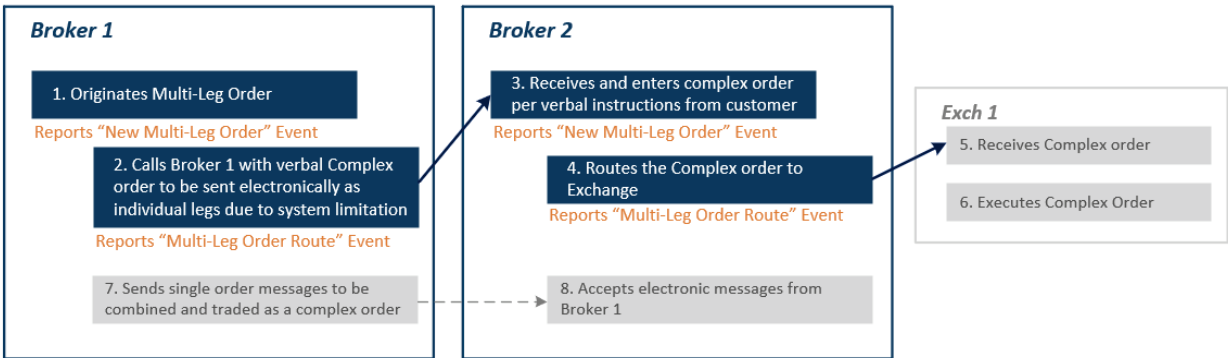 Broker 1
1. Originates Multi-Leg Order
Reports “New Multi-Leg Order” Event
2. Calls Broker 1 with verbal Complex
order to be sent electronically as
individual legs due to system limitation
Reports “Multi-Leg Order Route” Event
7. Sends single order messages to be
combined and traded as a complex order
Broker 2
3. Receives and enters complex order
per verbal instructions from customer
Reports “New Multi-Leg Order” Event
4. Routes the Complex order to
Exchange
Reports “Multi-Leg Order Route” Event
8. Accepts electronic messages from
Broker 1
Exch 1
5. Receives Complex order
6. Executes Complex Order